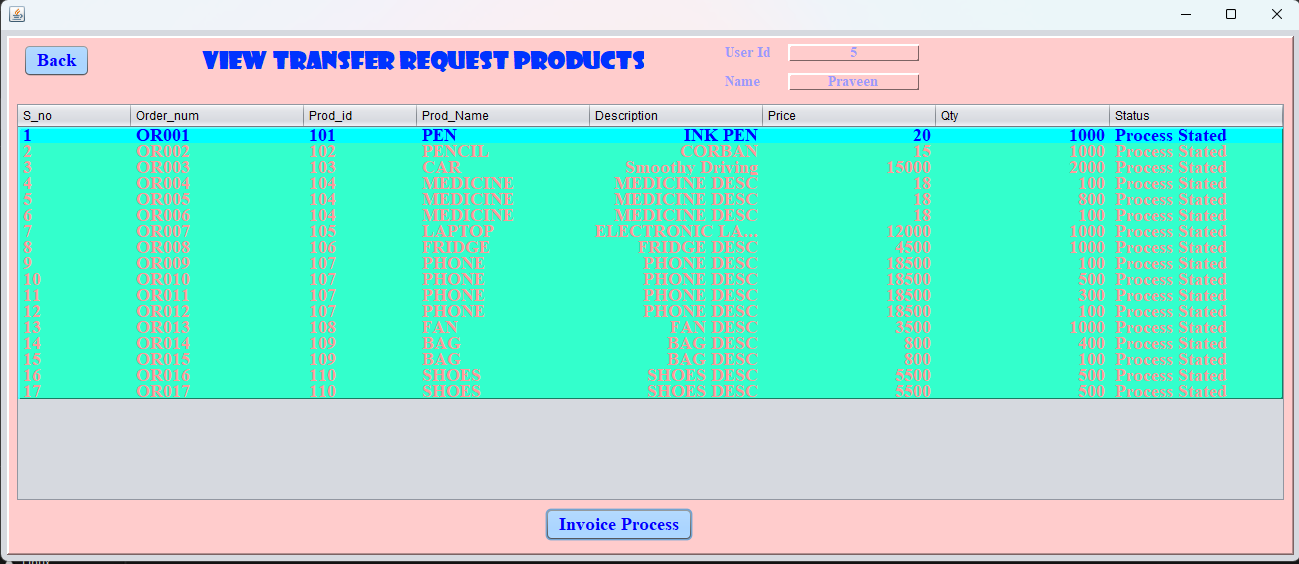 Back
VIEW TRANSFER REQUEST PRODUCTS
User Id 5
Name Praveen
S_no Order_num Prod_id Prod_Name Description Price Qty Status
1 OR001 101 PEN INK PEN 20 1000 Process Stated
2 OR002 102 PENCIL CORBAN 15 1000 Process Stated
3 OR003 103 CAR Smoothy Driving 15000 2000 Process Stated
4 OR004 104 MEDICINE MEDICINE DESC 18 100 Process Stated
5 OR005 104 MEDICINE MEDICINE DESC 18 800 Process Stated
6 OR006 104 MEDICINE MEDICINE DESC 18 100 Process Stated
7 OR007 105 LAPTOP ELECTRONIC LA... 12000 1000 Process Stated
8 OR008 106 FRIDGE FRIDGE DESC 4500 1000 Process Stated
9 OR009 107 PHONE PHONE DESC 18500 100 Process Stated
10 OR010 107 PHONE PHONE DESC 18500 500 Process Stated
11 OR011 107 PHONE PHONE DESC 18500 300 Process Stated
12 OR012 107 PHONE PHONE DESC 18500 100 Process Stated
13 OR013 108 FAN FAN DESC 3500 1000 Process Stated
14 OR014 109 BAG BAG DESC 800 400 Process Stated
15 OR015 109 BAG BAG DESC 800 100 Process Stated
16 OR016 110 SHOES SHOES DESC 5500 500 Process Stated
17 OR017 110 SHOES SHOES DESC 5500 500 Process Stated
Invoice Process